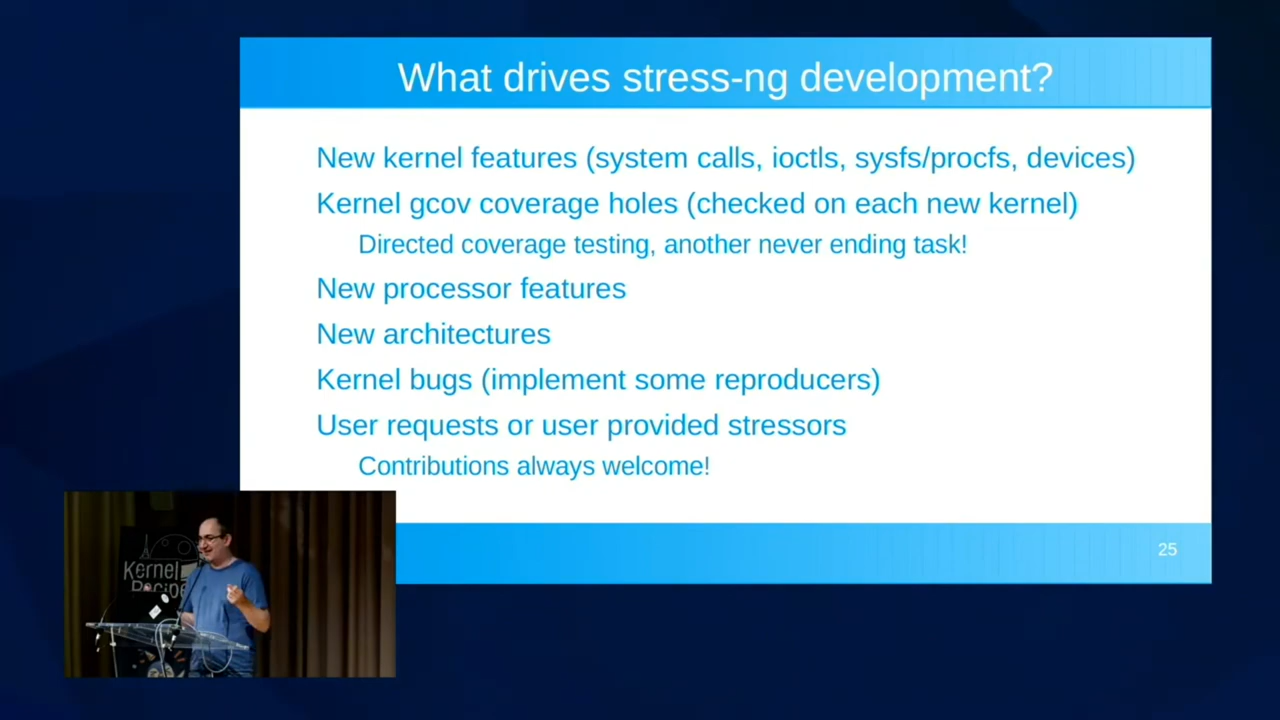 What drives stress-ng development?
New kernel features (system calls, ioctls, sysfs/procfs, devices)
Kernel gcov coverage holes (checked on each new kernel)
Directed coverage testing, another never ending task!
New processor features
New architectures
Kernel bugs (implement some reproducers)
User requests or user provided stressors
Contributions always welcome!
25
Kernel